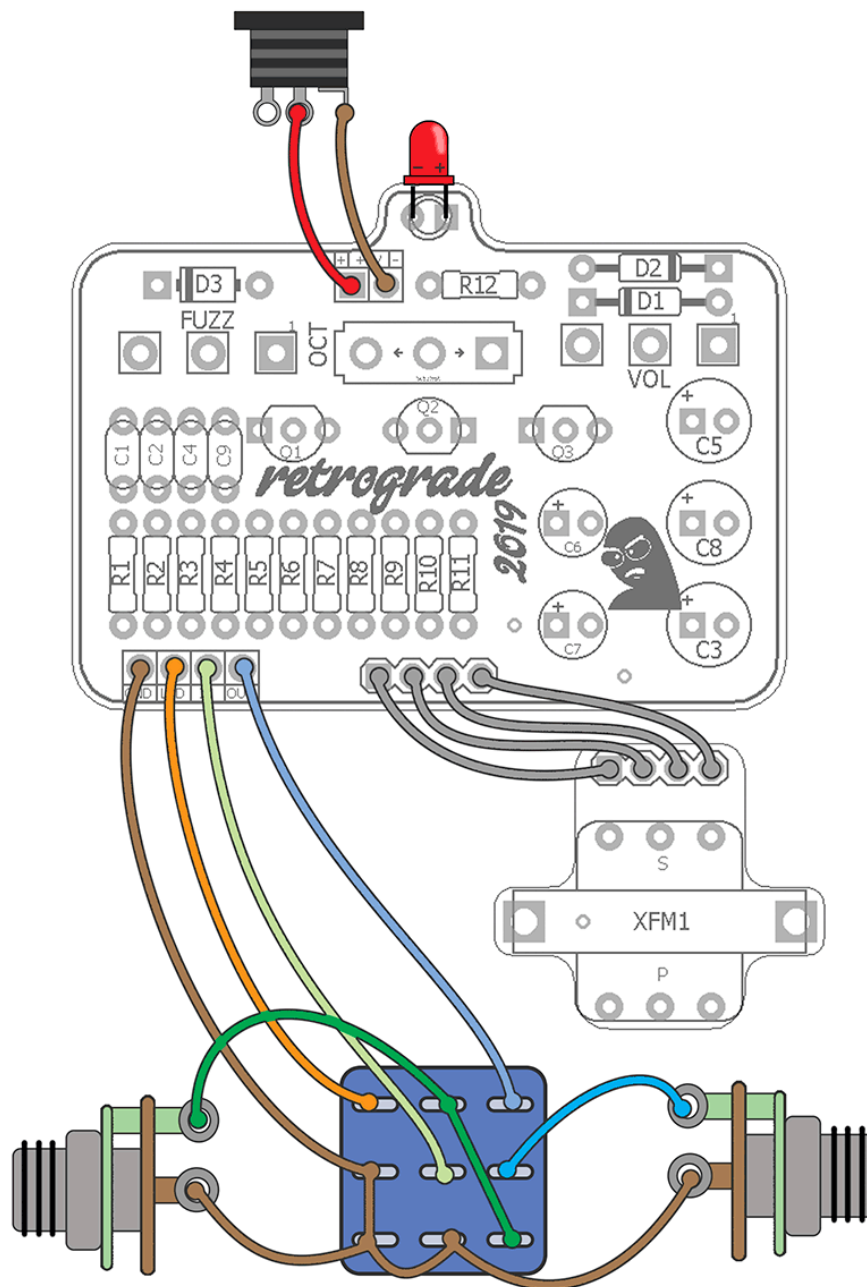 - +
+ + -
D3
R12
D2
D1
FUZZ
1
OCT
← →
1
VOL
+
C5
Q1
Q2
Q3
C1
C2
C4
C9
retrograde
2019
+
C6
+
C8
R1
R2
R3
R4
R5
R6
R7
R8
R9
R10
R11
+
C7
+
C3
S
XFM1
P